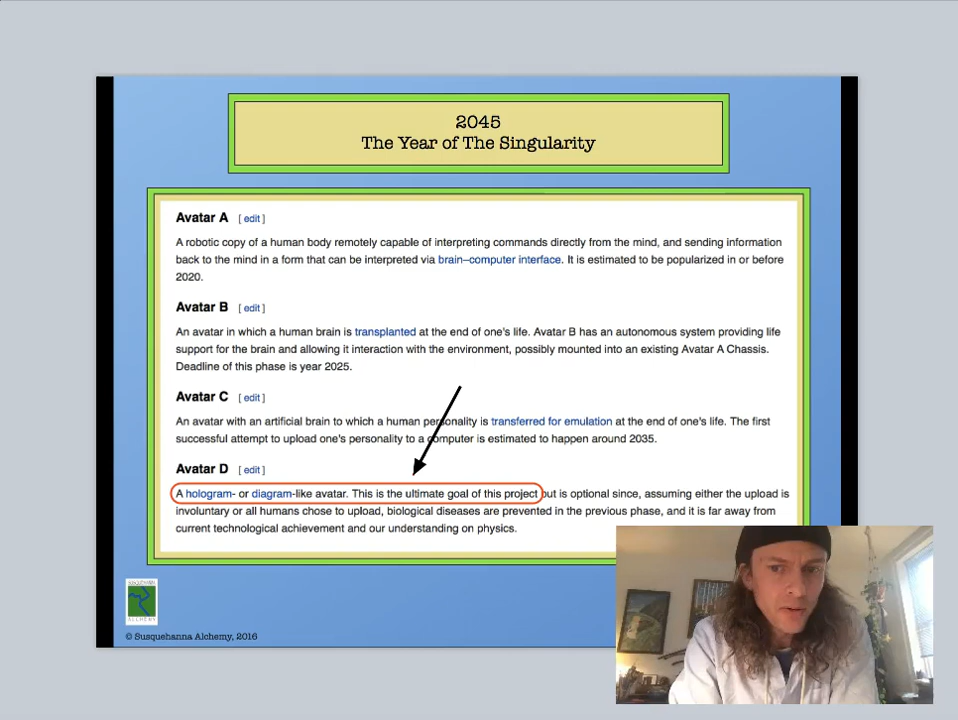 2045
The Year of The Singularity
Avatar A [ edit ]
A robotic copy of a human body remotely capable of interpreting commands directly from the mind, and sending information
back to the mind in a form that can be interpreted via brain–computer interface. It is estimated to be popularized in or before
2020.
Avatar B [ edit ]
An avatar in which a human brain is transplanted at the end of one's life. Avatar B has an autonomous system providing life
support for the brain and allowing it interaction with the environment, possibly mounted into an existing Avatar A Chassis.
Deadline of this phase is year 2025.
Avatar C [ edit ]
An avatar with an artificial brain to which a human personality is transferred for emulation at the end of one's life. The first
successful attempt to upload one's personality to a computer is estimated to happen around 2035.
Avatar D [ edit ]
A hologram- or diagram-like avatar. This is the ultimate goal of this project but is optional since, assuming either the upload is
involuntary or all humans chose to upload, biological diseases are prevented in the previous phase, and it is far away from
current technological achievement and our understanding on physics.
SUSQUEHANNA
ALCHEMY
© Susquehanna Alchemy, 2016